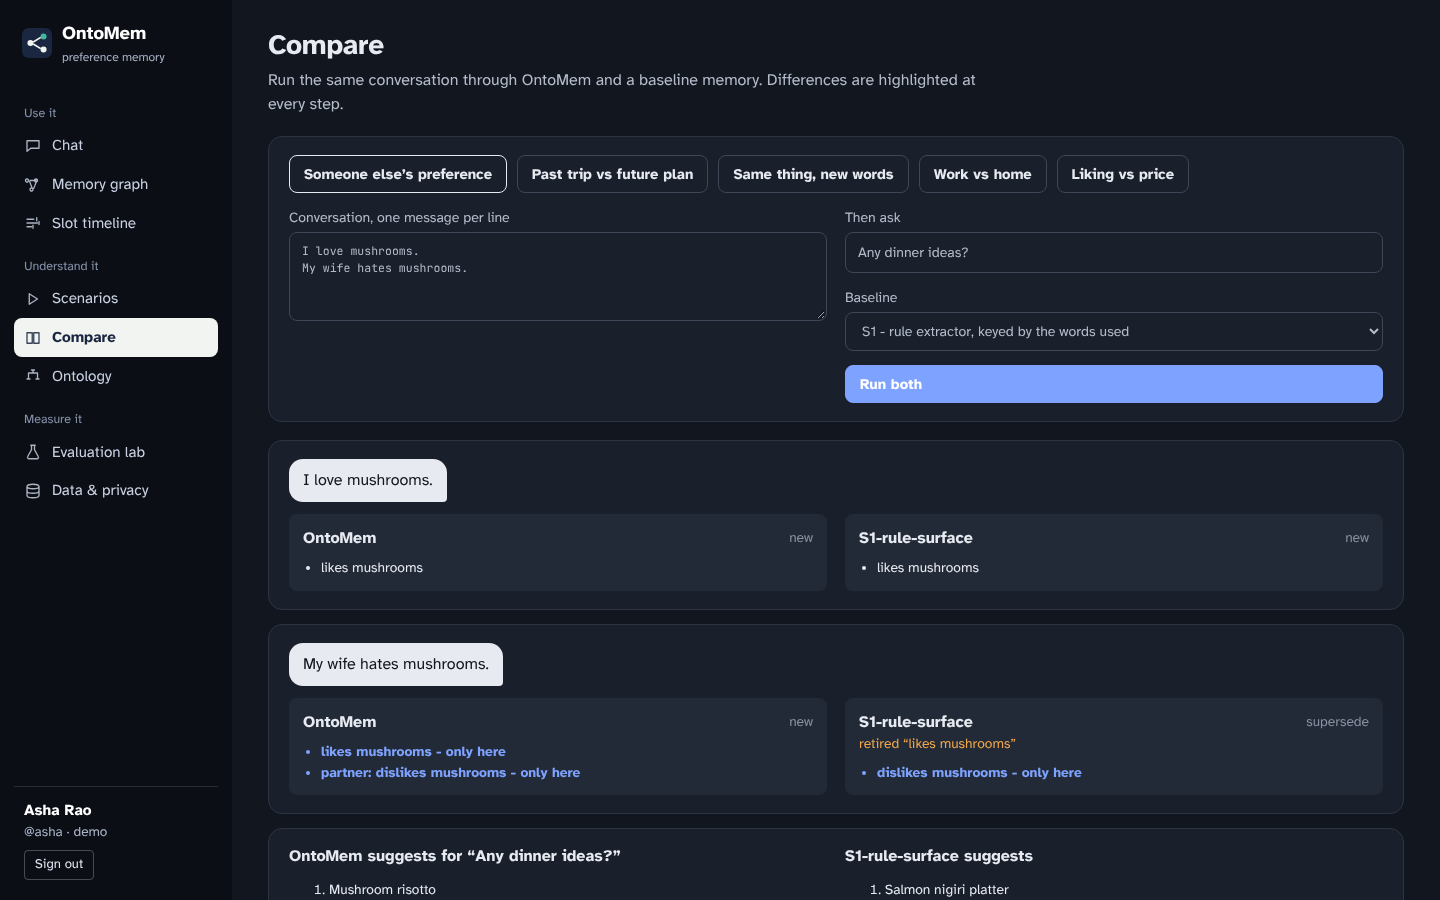 OntoMem
preference memory
Use it
Chat
Memory graph
Slot timeline
Understand it
Scenarios
Compare
Ontology
Measure it
Evaluation lab
Data & privacy
Asha Rao
@asha · demo
Sign out
Compare
Run the same conversation through OntoMem and a baseline memory. Differences are highlighted at
every step.
Someone else’s preference
Past trip vs future plan
Same thing, new words
Work vs home
Liking vs price
Conversation, one message per line
I love mushrooms.
My wife hates mushrooms.
Then ask
Any dinner ideas?
Baseline
S1 - rule extractor, keyed by the words used
Run both
I love mushrooms.
OntoMem new
• likes mushrooms
S1-rule-surface new
• likes mushrooms
My wife hates mushrooms.
OntoMem new
• likes mushrooms - only here
• partner: dislikes mushrooms - only here
S1-rule-surface supersede
retired “likes mushrooms”
• dislikes mushrooms - only here
OntoMem suggests for “Any dinner ideas?”
1. Mushroom risotto
S1-rule-surface suggests
1. Salmon nigiri platter